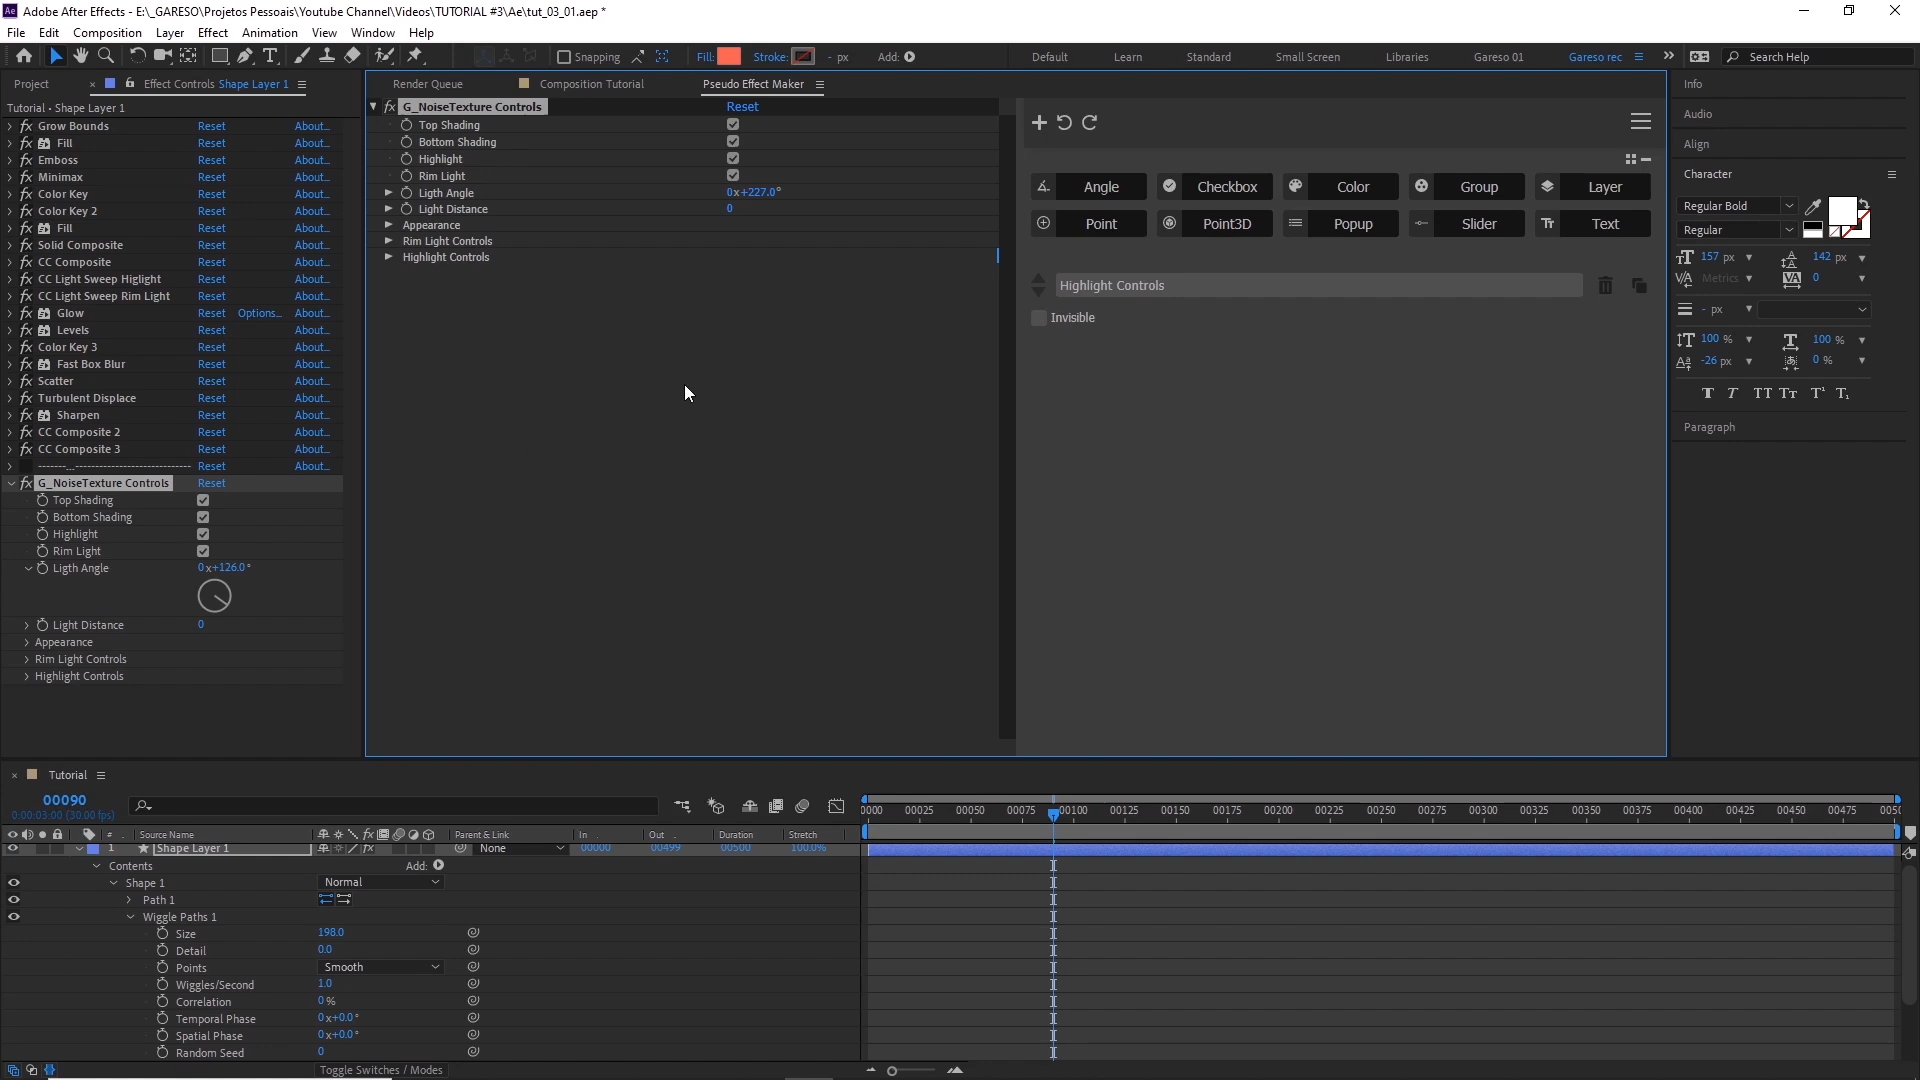 Adobe After Effects - E:\_GARESO\Projetos Pessoais\Youtube Channel\Videos\TUTORIAL #3\Ae\tut_03_01.aep *
File Edit Composition Layer Effect Animation View Window Help
Snapping Fill: Stroke: - px Add: Default Learn Standard Small Screen Libraries Gareso 01 Gareso rec Search Help
Project Effect Controls Shape Layer 1
Tutorial • Shape Layer 1
Grow Bounds Reset About...
Fill Reset About...
Emboss Reset About...
Minimax Reset About...
Color Key Reset About...
Color Key 2 Reset About...
Fill Reset About...
Solid Composite Reset About...
CC Composite Reset About...
CC Light Sweep Higlight Reset About...
CC Light Sweep Rim Light Reset About...
Glow Reset Options... About...
Levels Reset About...
Color Key 3 Reset About...
Fast Box Blur Reset About...
Scatter Reset About...
Turbulent Displace Reset About...
Sharpen Reset About...
CC Composite 2 Reset About...
CC Composite 3 Reset About...
-------...----------------------------- Reset About...
G_NoiseTexture Controls Reset
Top Shading
Bottom Shading
Highlight
Rim Light
Ligth Angle 0x+126.0°
Light Distance 0
Appearance
Rim Light Controls
Highlight Controls
Render Queue Composition Tutorial Pseudo Effect Maker
G_NoiseTexture Controls Reset
Top Shading
Bottom Shading
Highlight
Rim Light
Ligth Angle 0x+227.0°
Light Distance 0
Appearance
Rim Light Controls
Highlight Controls
Angle Checkbox Color Group Layer
Point Point3D Popup Slider Text
Highlight Controls
Invisible
Info
Audio
Align
Character
Regular Bold
Regular
157 px 142 px
Metrics 0
- px
100 % 100 %
-26 px 0 %
T T TT Tt T¹ T₁
Paragraph
Tutorial
00090
0:00:03:00 (30.00 fps)
# Source Name Parent & Link In Out Duration Stretch
1 Shape Layer 1 None 00000 00499 00500 100.0%
Contents Add:
Shape 1 Normal
Path 1
Wiggle Paths 1
Size 198.0
Detail 0.0
Points Smooth
Wiggles/Second 1.0
Correlation 0 %
Temporal Phase 0x+0.0°
Spatial Phase 0x+0.0°
Random Seed 0
Toggle Switches / Modes
0000 00025 00050 00075 00100 00125 00150 00175 00200 00225 00250 00275 00300 00325 00350 00375 00400 00425 00450 00475 0050